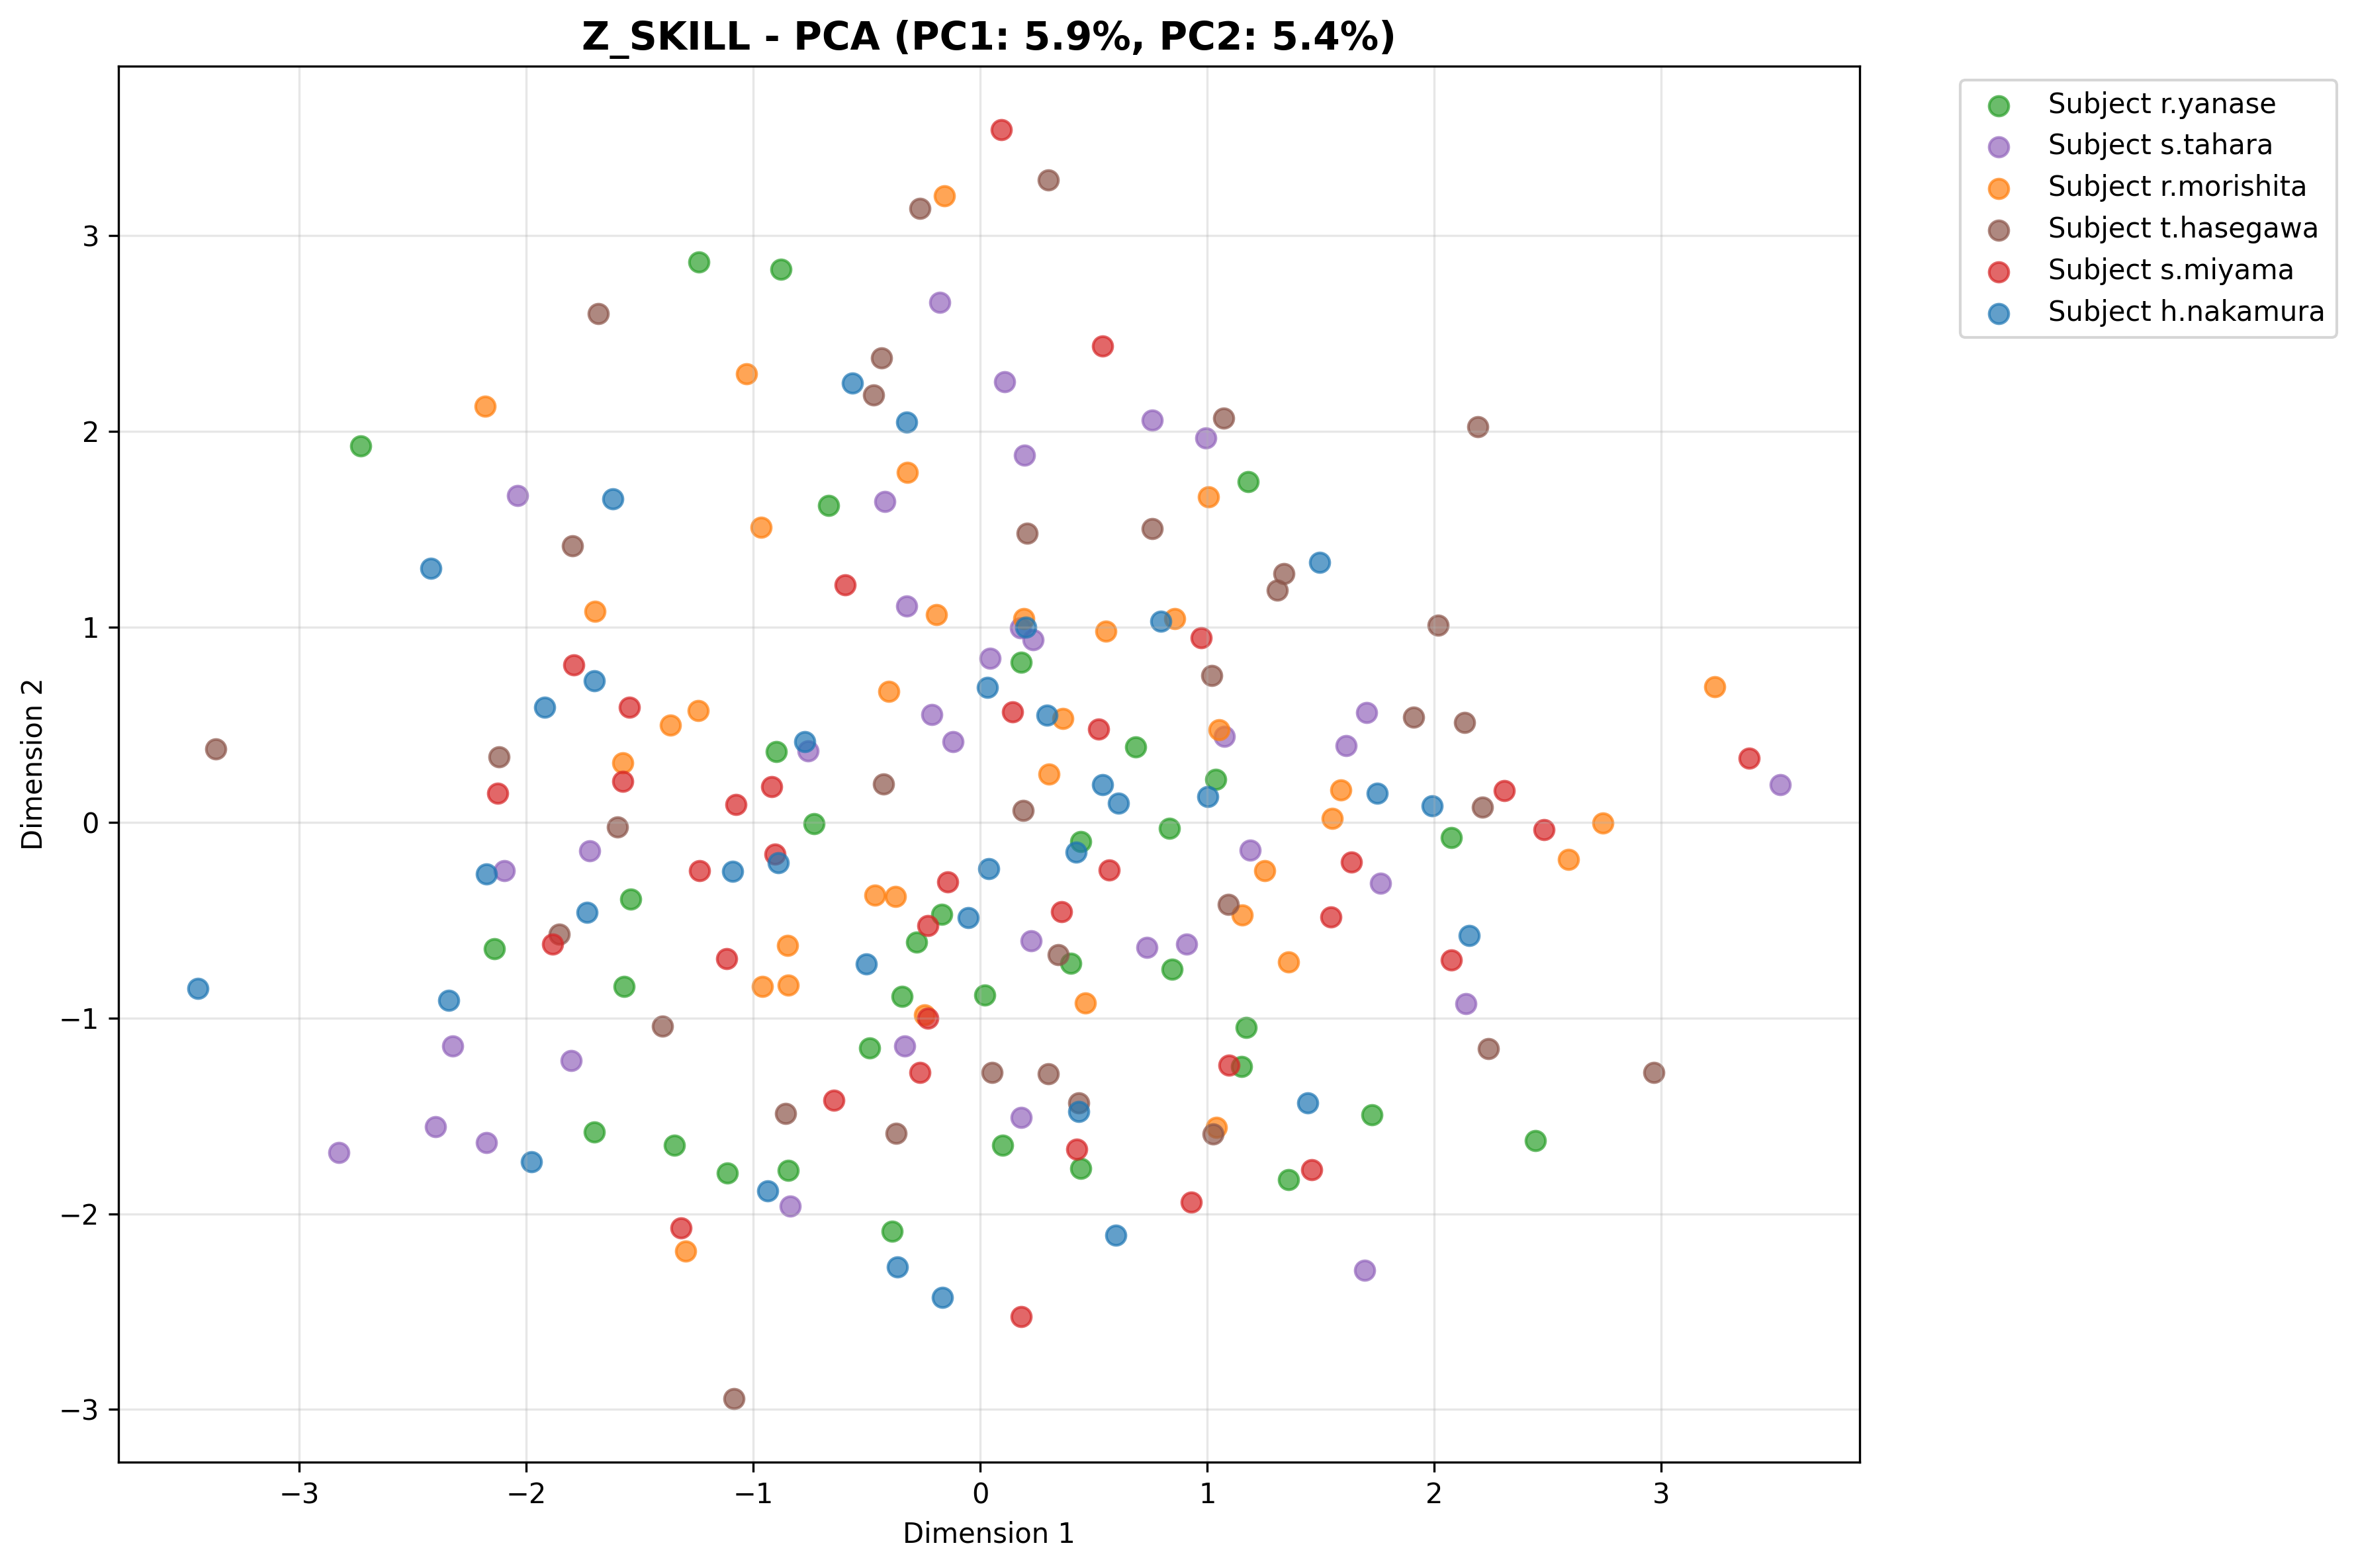 Z_SKILL - PCA (PC1: 5.9%, PC2: 5.4%)
Subject r.yanase
Subject s.tahara
Subject r.morishita
Subject t.hasegawa
Subject s.miyama
Subject h.nakamura
Dimension 2
3
2
1
0
−1
−2
−3
−3
−2
−1
0
1
2
3
Dimension 1